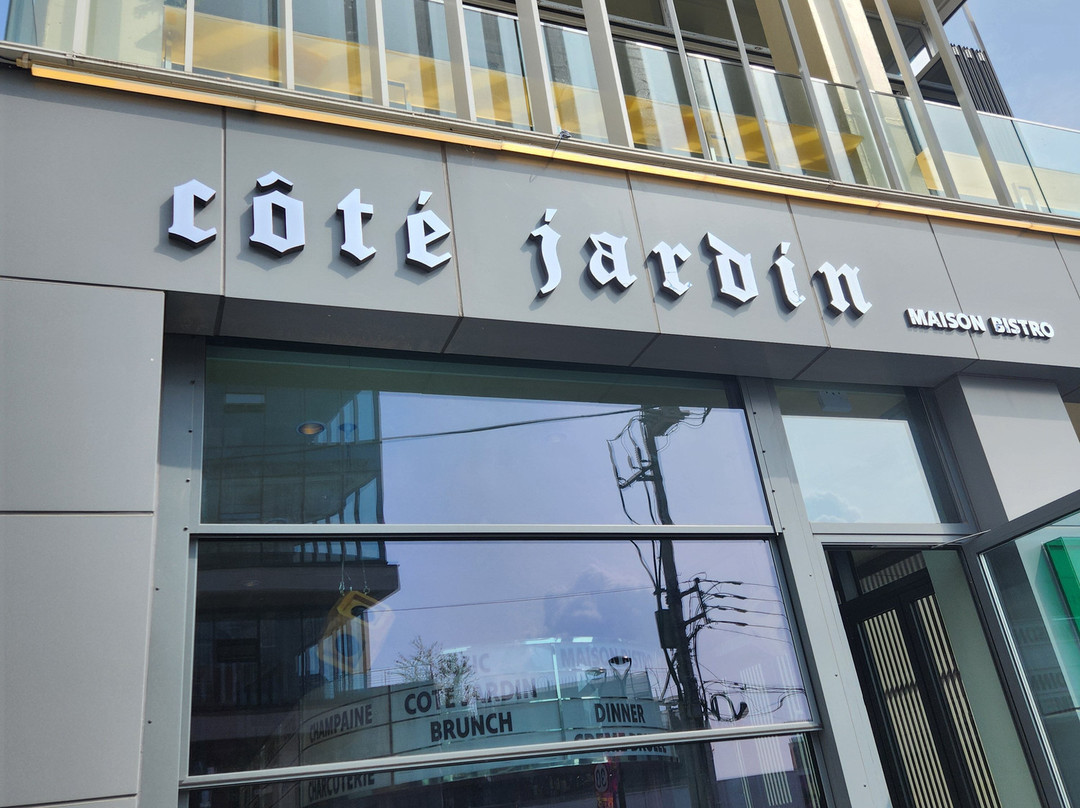 côté jardin
MAISON BISTRO
CHAMPAINE
COTE JARDIN
BRUNCH
DINNER
CHARCUTERIE